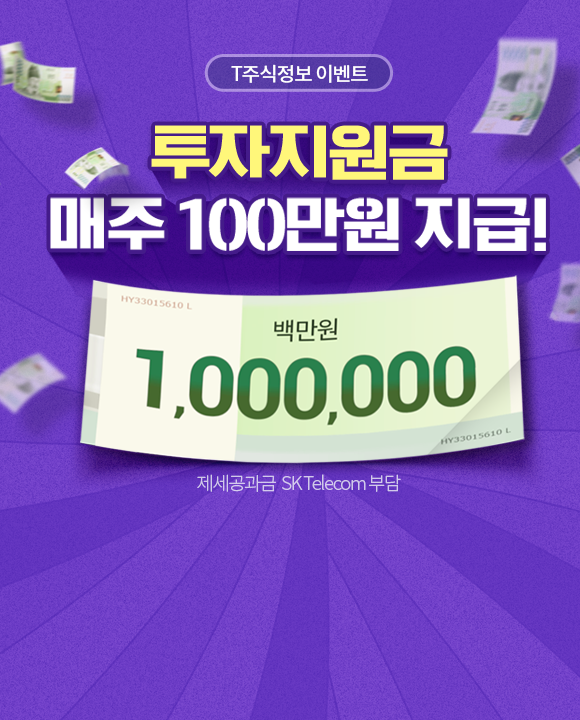 T주식정보 이벤트
투자지원금
매주 100만원 지급!
HY33015610 L
백만원
1,000,000
HY33015610 L
제세공과금 SK Telecom 부담